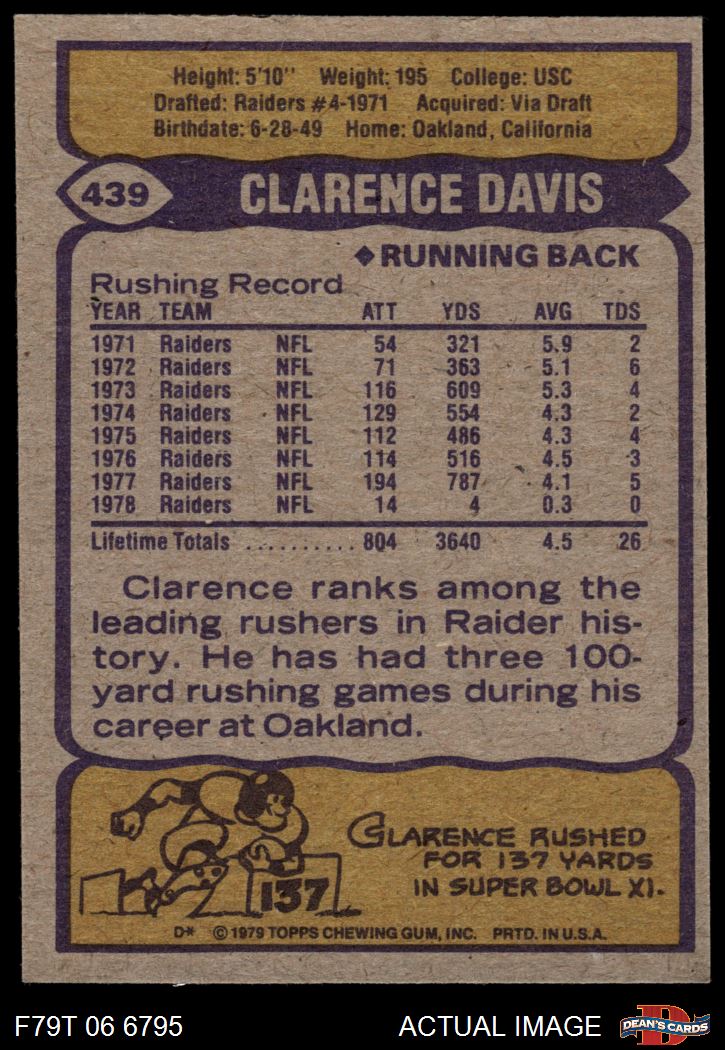 Height: 5'10" Weight: 195 College: USC
Drafted: Raiders #4-1971 Acquired: Via Draft
Birthdate: 6-28-49 Home: Oakland, California
439 CLARENCE DAVIS
◆RUNNING BACK
Rushing Record
YEAR TEAM ATT YDS AVG TDS
1971 Raiders NFL 54 321 5.9 2
1972 Raiders NFL 71 363 5.1 6
1973 Raiders NFL 116 609 5.3 4
1974 Raiders NFL 129 554 4.3 2
1975 Raiders NFL 112 486 4.3 4
1976 Raiders NFL 114 516 4.5 3
1977 Raiders NFL 194 787 4.1 5
1978 Raiders NFL 14 4 0.3 0
Lifetime Totals .......... 804 3640 4.5 26
Clarence ranks among the
leading rushers in Raider his-
tory. He has had three 100-
yard rushing games during his
career at Oakland.
CLARENCE RUSHED
FOR 137 YARDS
IN SUPER BOWL XI.
137
D* © 1979 TOPPS CHEWING GUM, INC. PRTD. IN U.S.A.
F79T 06 6795 ACTUAL IMAGE D DEAN'S CARDS